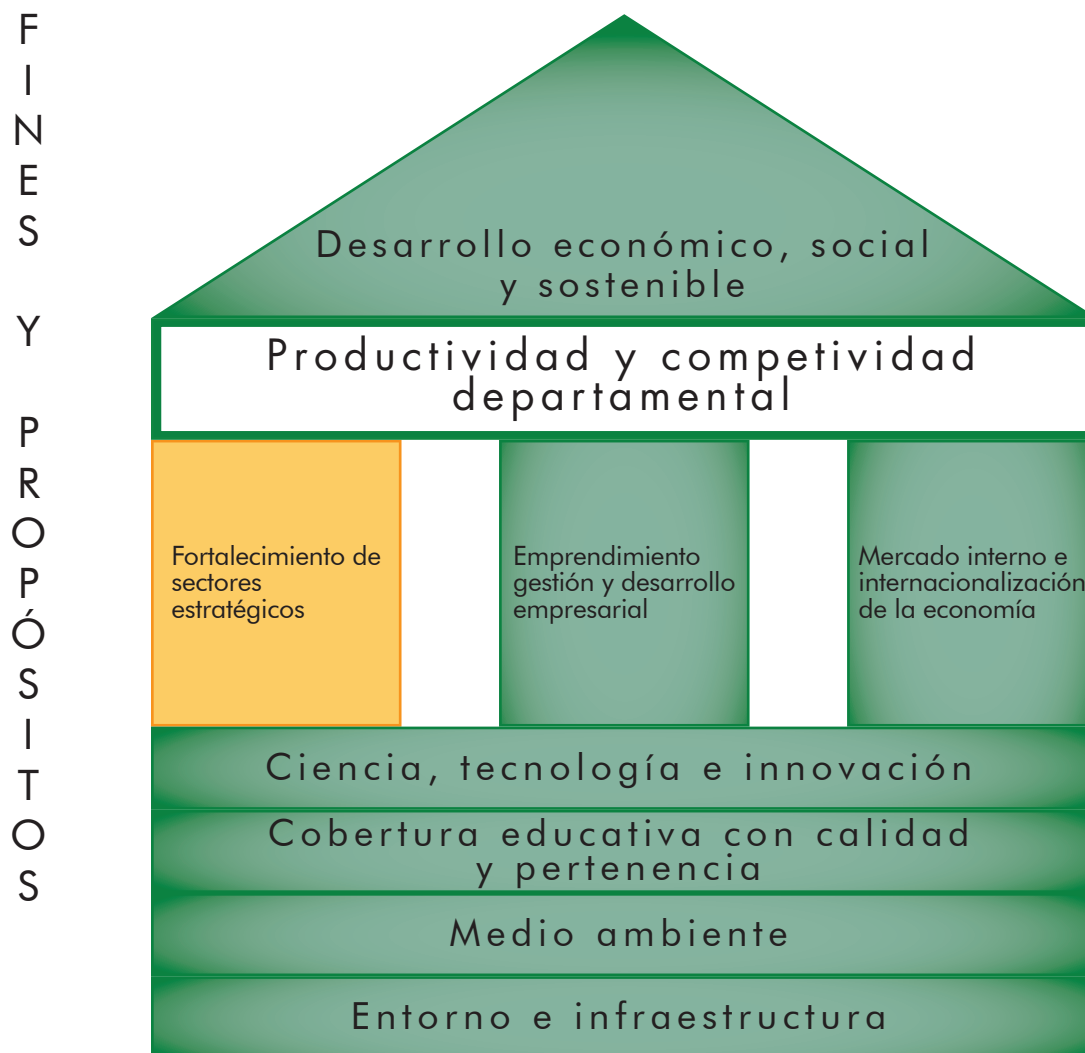 FINES Y PROPÓSITOS
Desarrollo económico, social
y sostenible
Productividad y competividad
departamental
Fortalecimiento de
sectores
estratégicos
Emprendimiento
gestión y desarrollo
empresarial
Mercado interno e
internacionalización
de la economía
Ciencia, tecnología e innovación
Cobertura educativa con calidad
y pertenencia
Medio ambiente
Entorno e infraestructura